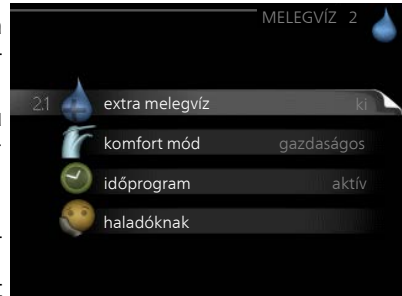 MELEGVÍZ 2
2.1 extra melegvíz ki
komfort mód gazdaságos
időprogram aktív
haladóknak